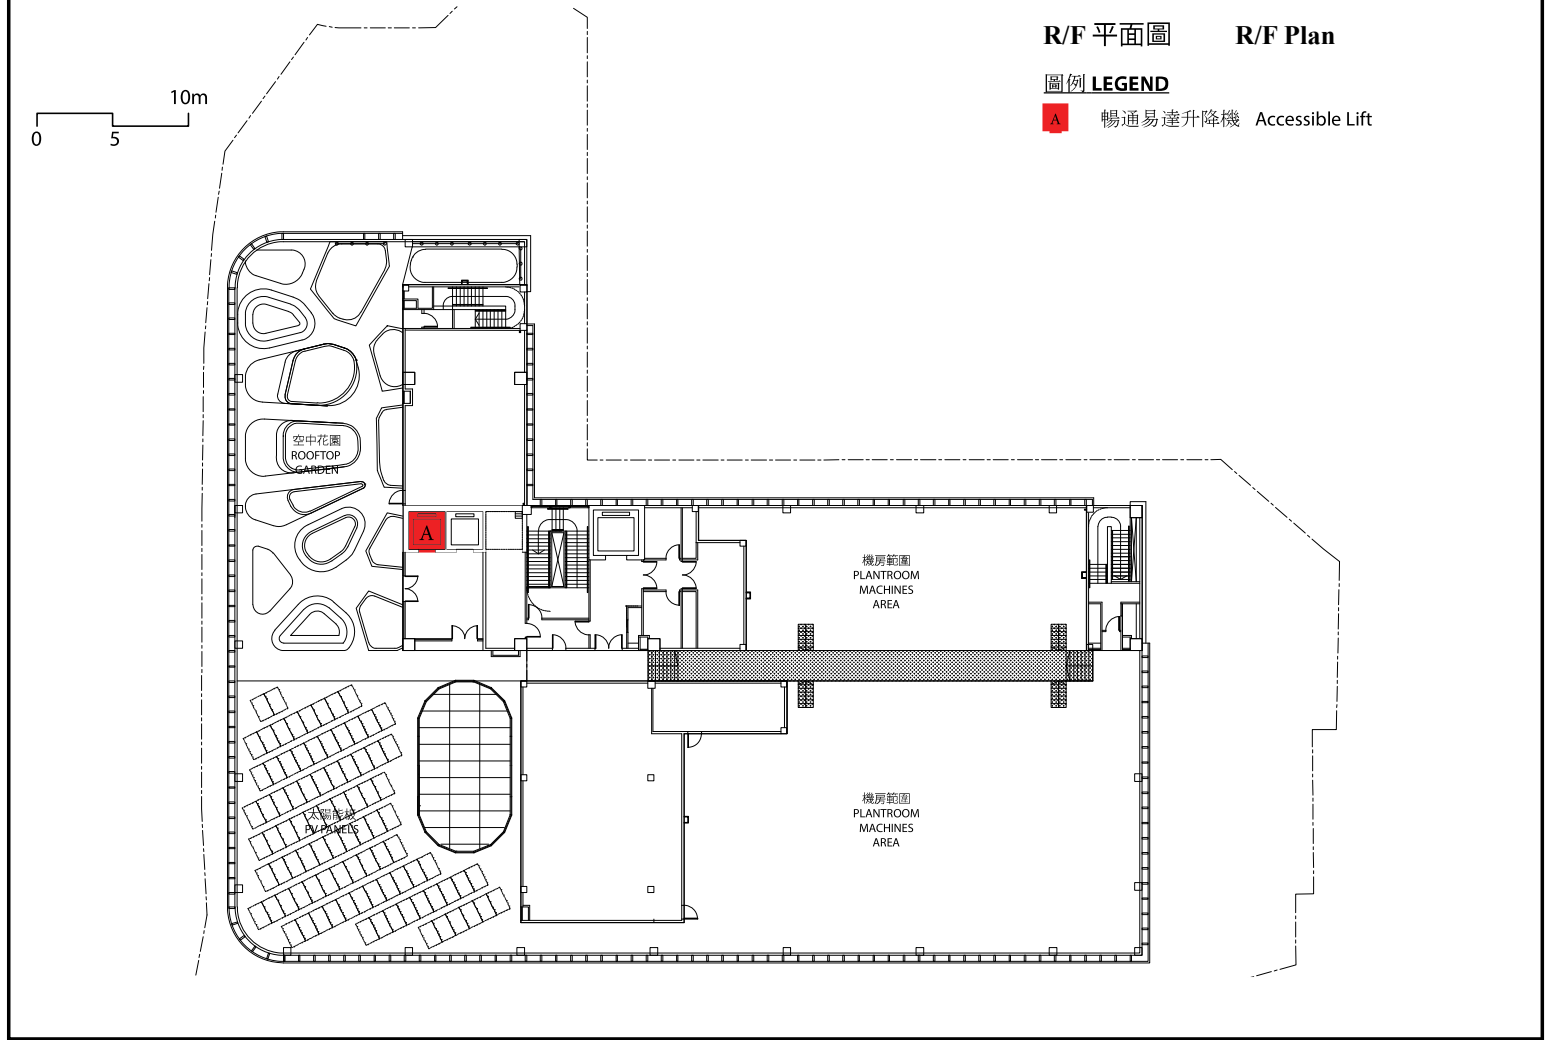 R/F 平面圖 R/F Plan
圖例 LEGEND
A 暢通易達升降機 Accessible Lift
10m
0 5
空中花園
ROOFTOP
GARDEN
A
機房範圍
PLANTROOM
MACHINES
AREA
太陽能板
PV PANELS
機房範圍
PLANTROOM
MACHINES
AREA